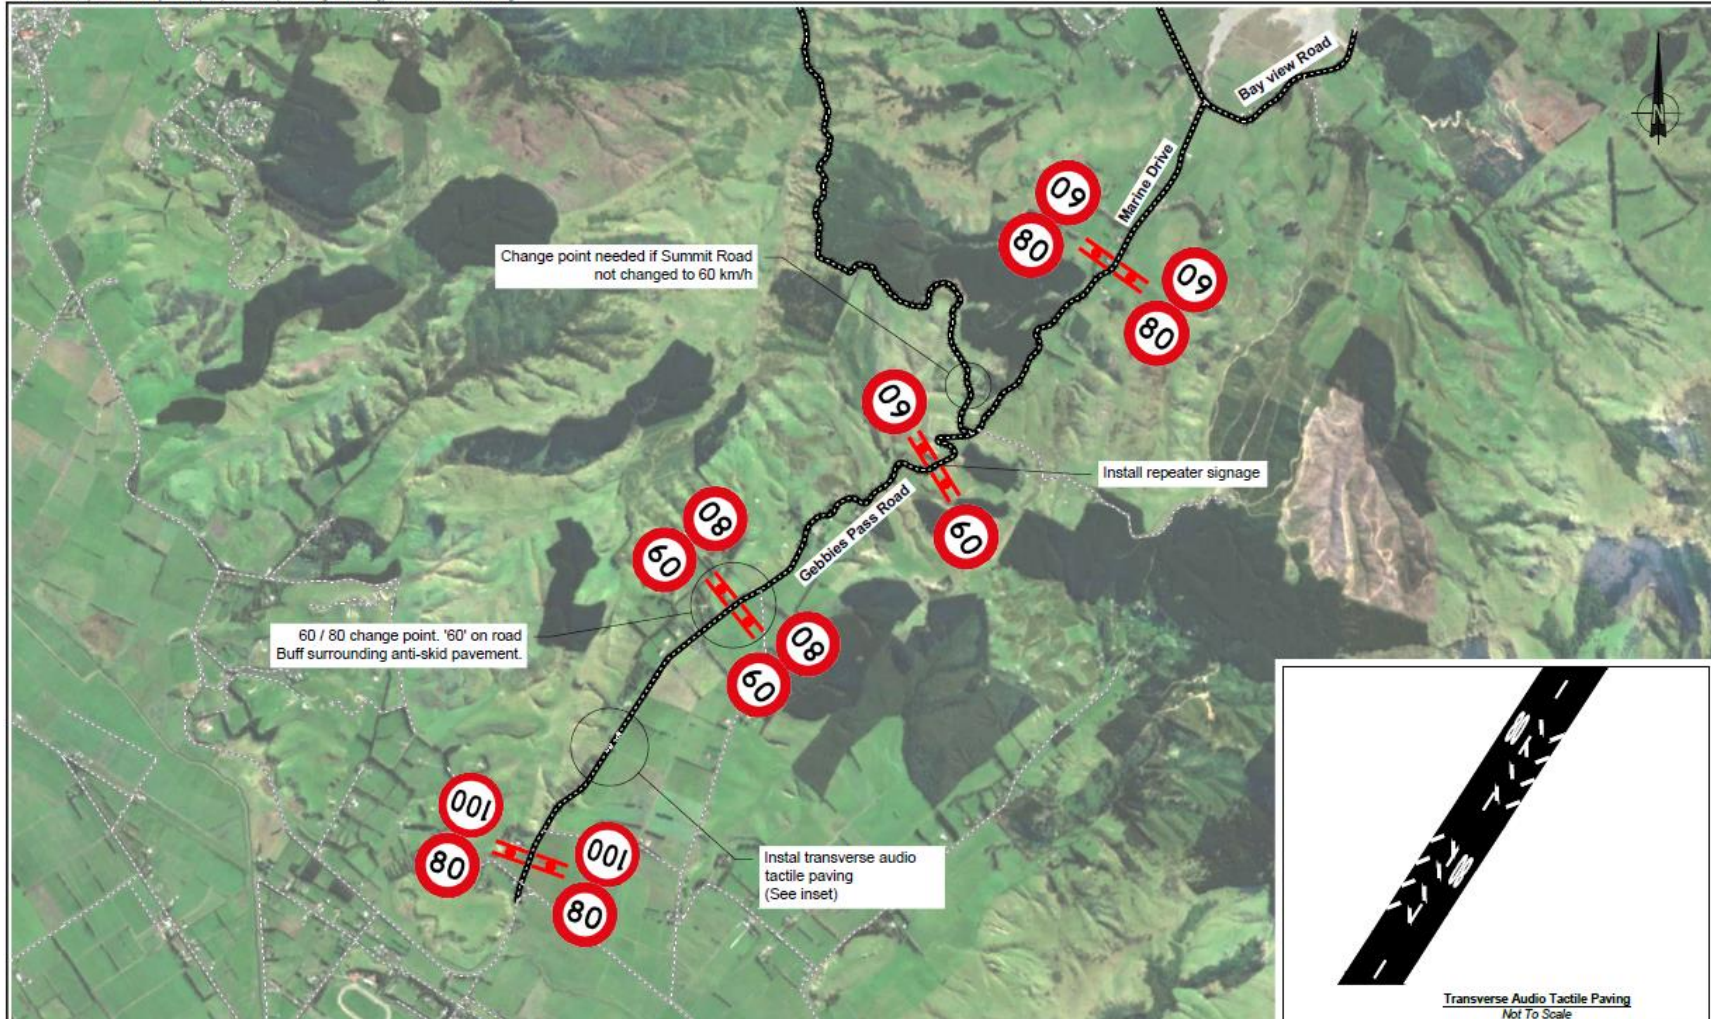 Bay view Road
N
Marine Drive
60
80
60
80
Change point needed if Summit Road
not changed to 60 km/h
60
Install repeater signage
60
Gebbies Pass Road
80
60
60 / 80 change point. '60' on road
Buff surrounding anti-skid pavement.
80
60
100
80
100
80
Instal transverse audio
tactile paving
(See inset)
80
80
Transverse Audio Tactile Paving
Not To Scale